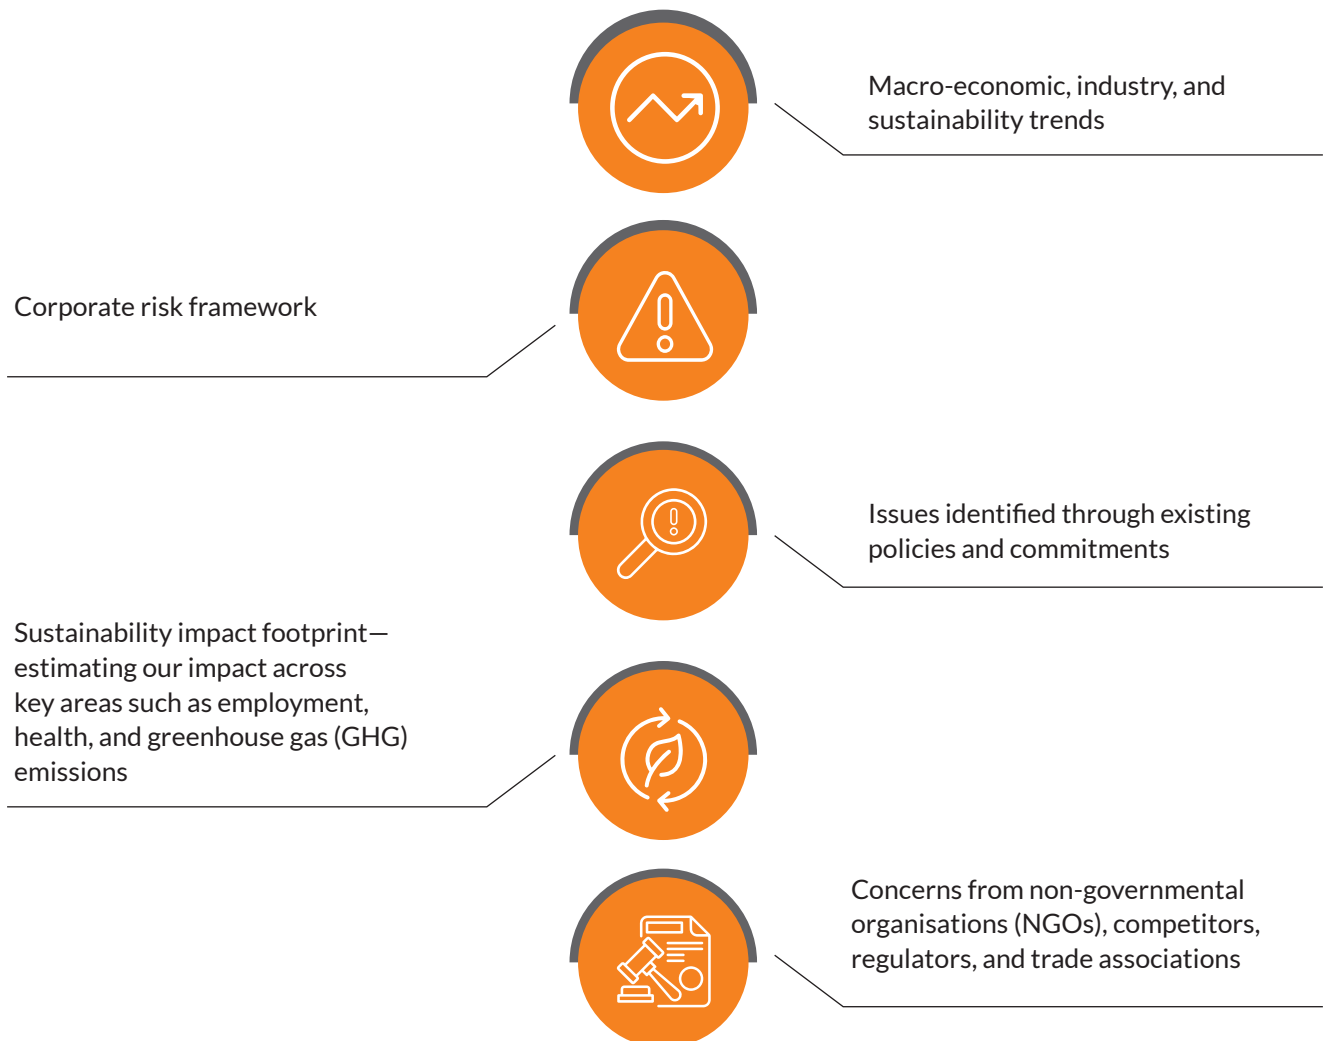 Macro-economic, industry, and
sustainability trends
Corporate risk framework
Issues identified through existing
policies and commitments
Sustainability impact footprint—
estimating our impact across
key areas such as employment,
health, and greenhouse gas (GHG)
emissions
Concerns from non-governmental
organisations (NGOs), competitors,
regulators, and trade associations